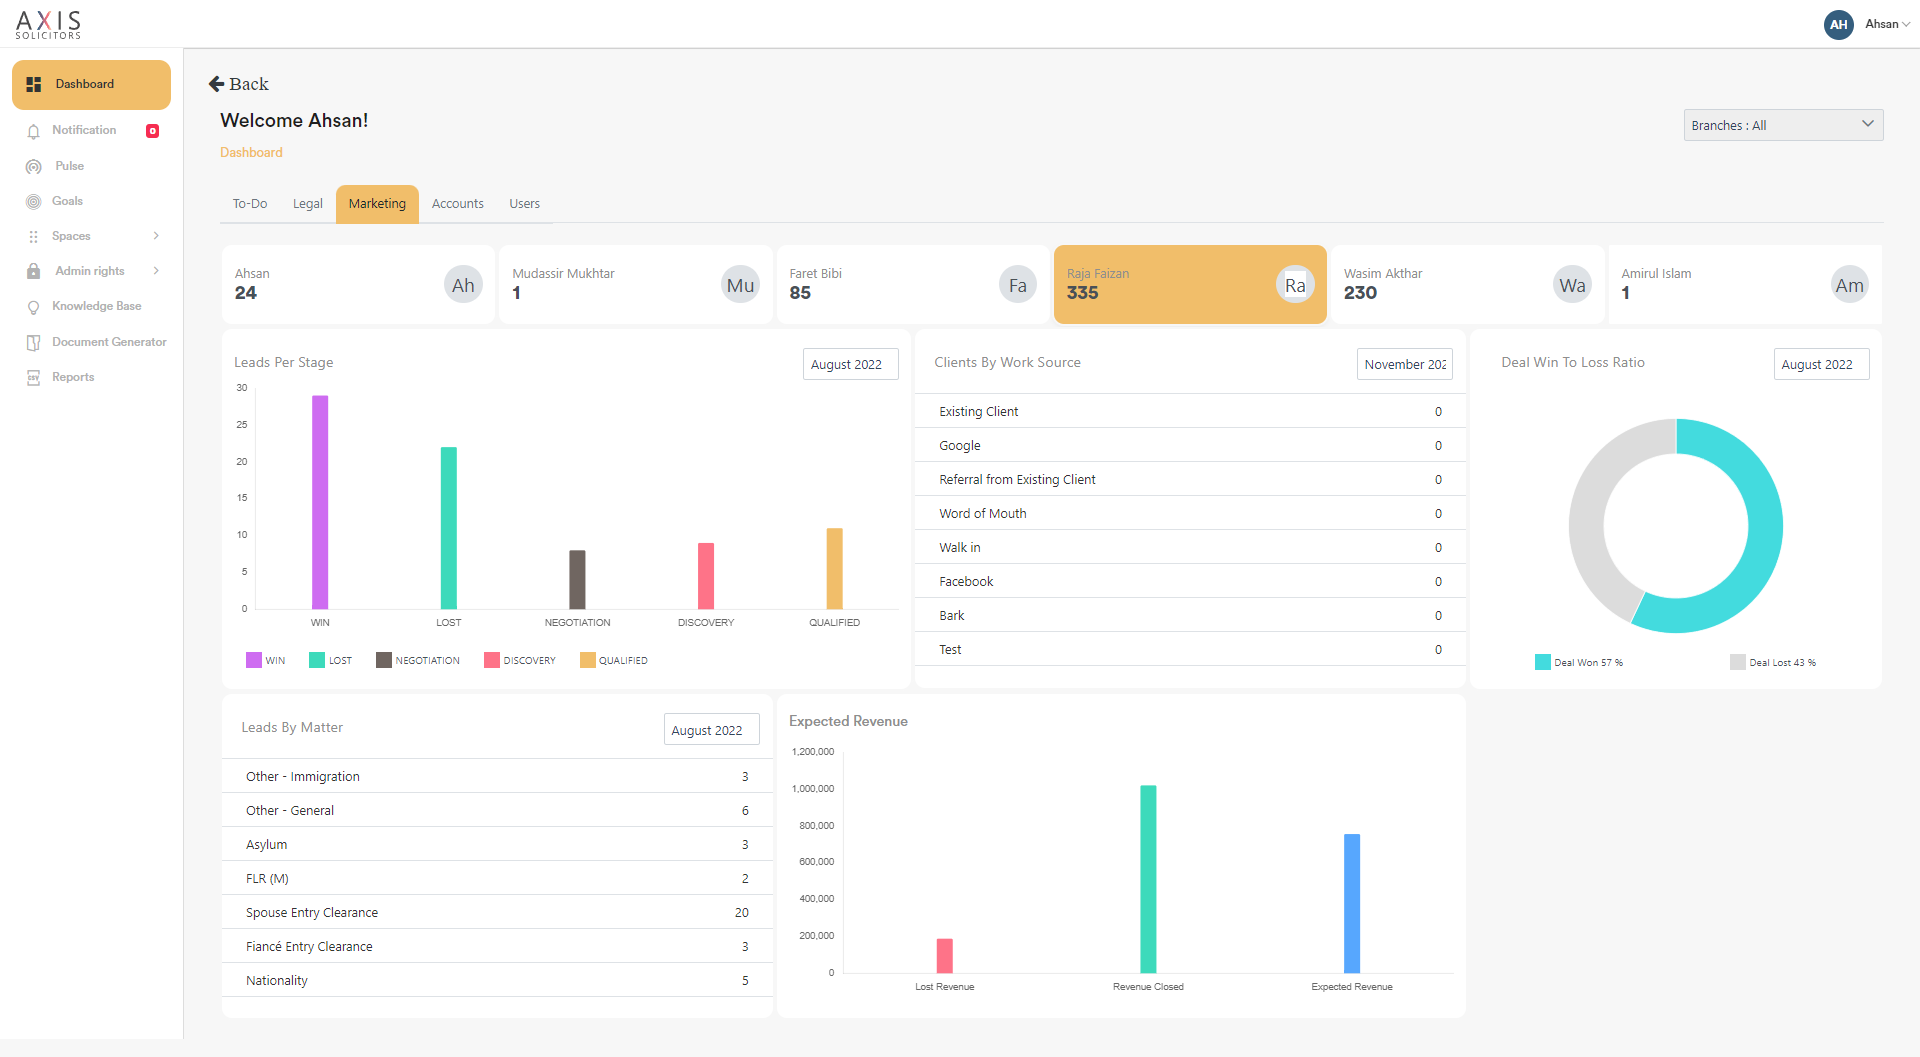 AXIS
SOLICITORS
AH
Ahsan
Dashboard
Notification
0
Pulse
Goals
Spaces
Admin rights
Knowledge Base
Document Generator
Reports
Back
Welcome Ahsan!
Branches : All
Dashboard
To-Do
Legal
Marketing
Accounts
Users
Ahsan
24
Ah
Mudassir Mukhtar
1
Mu
Faret Bibi
85
Fa
Raja Faizan
335
Ra
Wasim Akthar
230
Wa
Amirul Islam
1
Am
Leads Per Stage
August 2022
30
25
20
15
10
5
0
WIN
LOST
NEGOTIATION
DISCOVERY
QUALIFIED
WIN
LOST
NEGOTIATION
DISCOVERY
QUALIFIED
Clients By Work Source
November 202
Existing Client 0
Google 0
Referral from Existing Client 0
Word of Mouth 0
Walk in 0
Facebook 0
Bark 0
Test 0
Deal Win To Loss Ratio
August 2022
Deal Won 57 %
Deal Lost 43 %
Leads By Matter
August 2022
Other - Immigration 3
Other - General 6
Asylum 3
FLR (M) 2
Spouse Entry Clearance 20
Fiancé Entry Clearance 3
Nationality 5
Expected Revenue
1,200,000
1,000,000
800,000
600,000
400,000
200,000
0
Lost Revenue
Revenue Closed
Expected Revenue